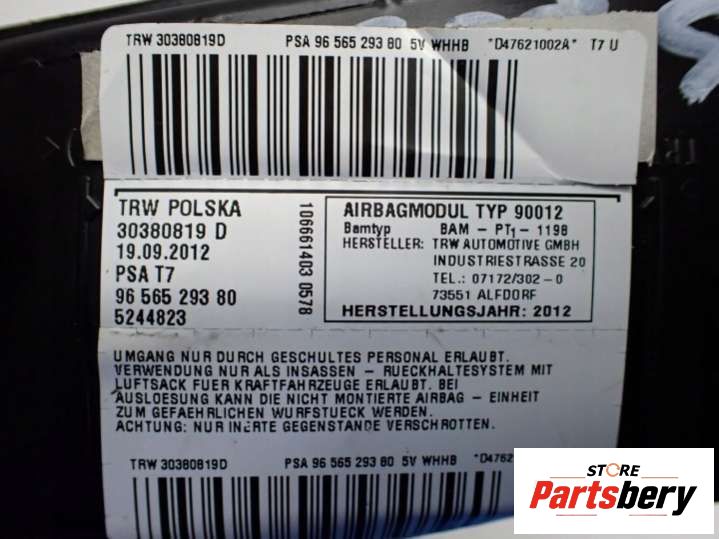 TRW 30380819D PSA 96 565 293 80 5V WHHB *D47621002A* T7 U
TRW POLSKA
30380819 D
19.09.2012
PSA T7
96 565 293 80
5244823
106661403 0578
AIRBAGMODUL TYP 90012
Bamtyp BAM - PT1 - 1198
HERSTELLER: TRW AUTOMOTIVE GMBH
INDUSTRIESTRASSE 20
TEL.: 07172/302-0
73551 ALFDORF
HERSTELLUNGSJAHR: 2012
UMGANG NUR DURCH GESCHULTES PERSONAL ERLAUBT.
VERWENDUNG NUR ALS INSASSEN - RUECKHALTESYSTEM MIT
LUFTSACK FUER KRAFTFAHRZEUGE ERLAUBT. BEI
AUSLOESUNG KANN DIE NICHT MONTIERTE AIRBAG - EINHEIT
ZUM GEFAEHRLICHEN WURFSTUECK WERDEN.
ACHTUNG: NUR INERTE GEGENSTANDE VERSCHROTTEN.
TRW 30380819D PSA 96 565 293 80 5V WHHB *D4762
STORE
Partsbery